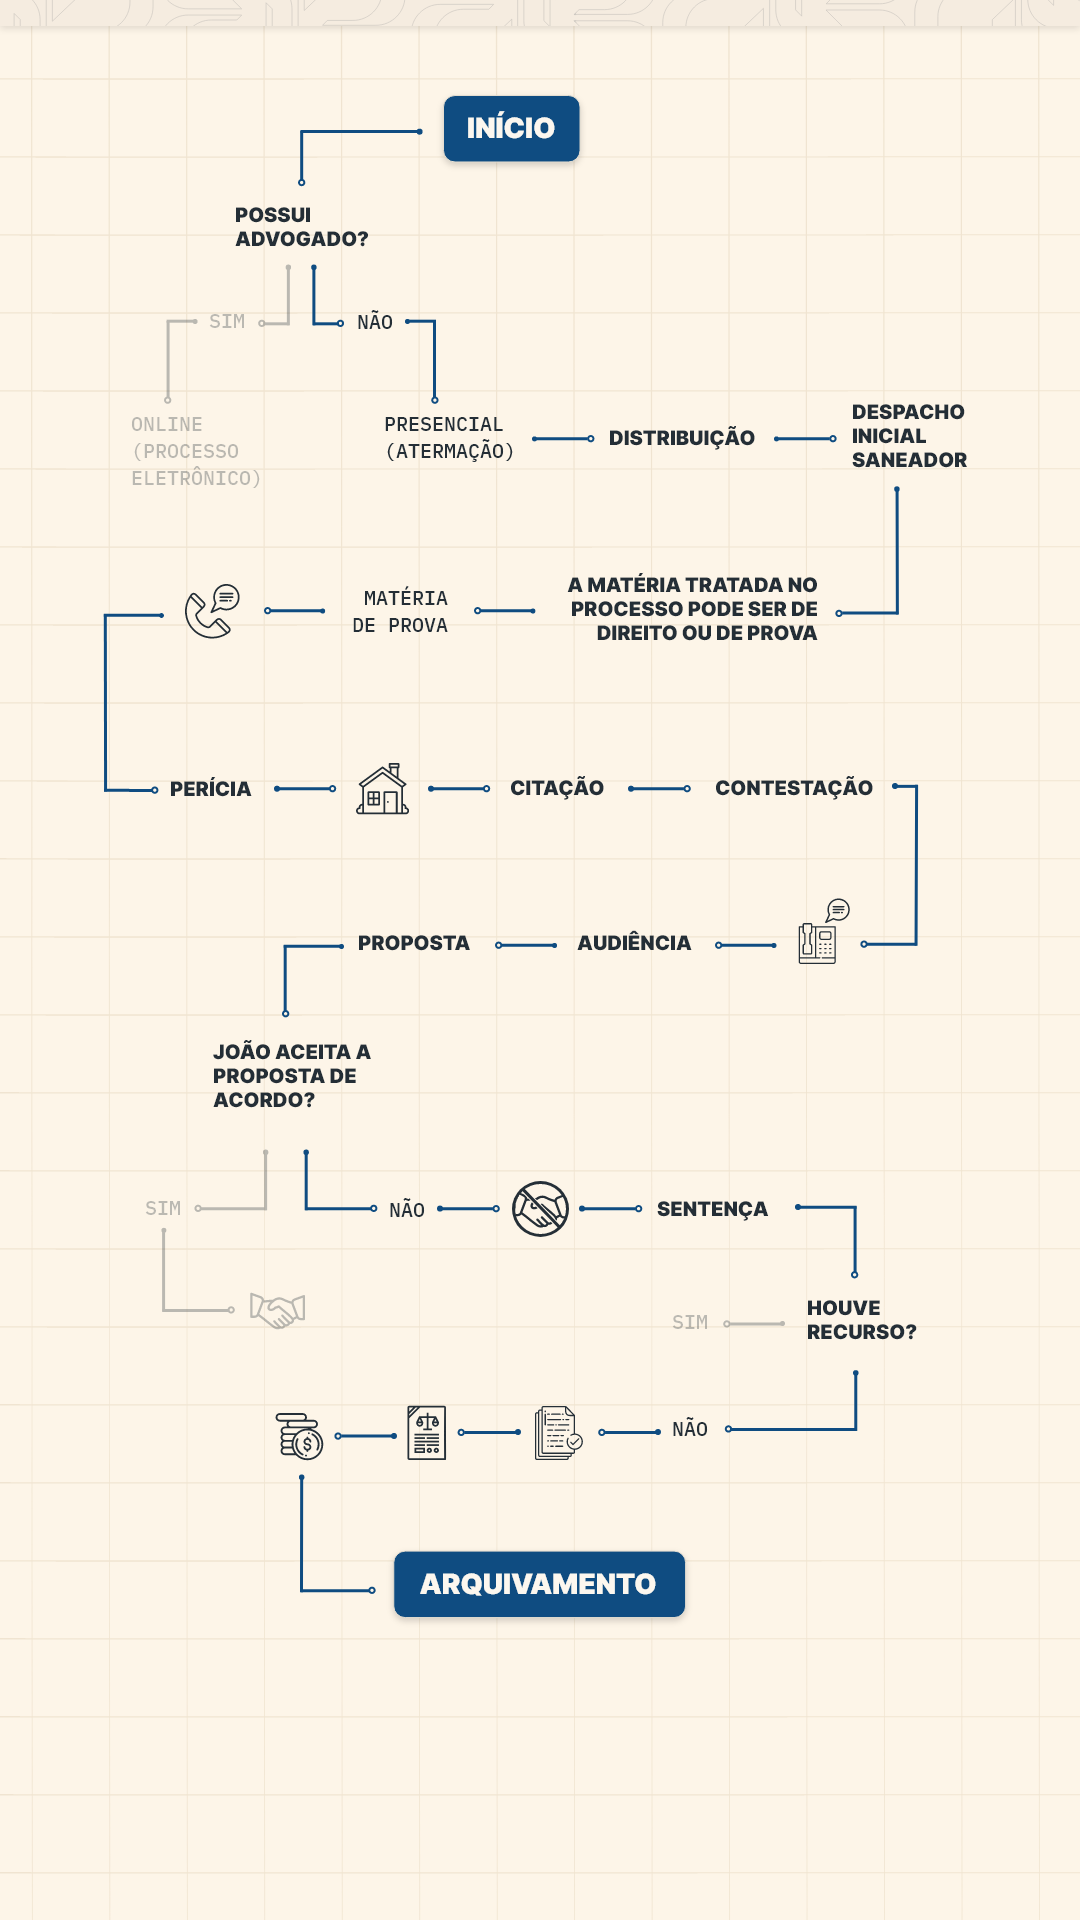 INÍCIO
POSSUI
ADVOGADO?
SIM
NÃO
ONLINE
(PROCESSO
ELETRÔNICO)
PRESENCIAL
(ATERMAÇÃO)
DISTRIBUIÇÃO
DESPACHO
INICIAL
SANEADOR
A MATÉRIA TRATADA NO
PROCESSO PODE SER DE
DIREITO OU DE PROVA
MATÉRIA
DE PROVA
PERÍCIA
CITAÇÃO
CONTESTAÇÃO
AUDIÊNCIA
PROPOSTA
JOÃO ACEITA A
PROPOSTA DE
ACORDO?
SIM
NÃO
SENTENÇA
HOUVE
RECURSO?
SIM
NÃO
$
ARQUIVAMENTO